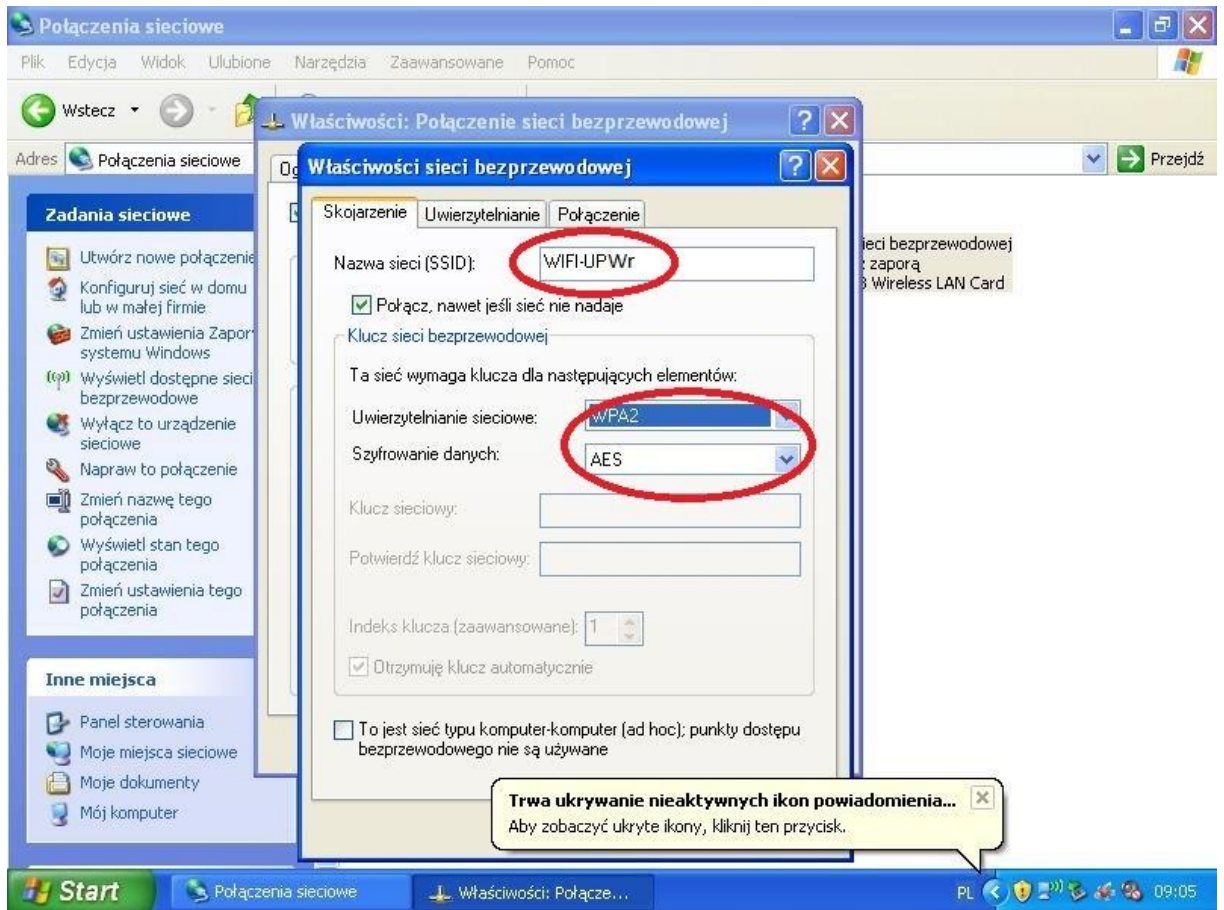 Połączenia sieciowe
Plik Edycja Widok Ulubione Narzędzia Zaawansowane Pomoc
Wstecz
Adres Połączenia sieciowe
Przejdź
Zadania sieciowe
Utwórz nowe połączenie
Konfiguruj sieć w domu
lub w małej firmie
Zmień ustawienia
systemu Windows
Wyświetl dostępne sieci
bezprzewodowe
Wyłącz to urządzenie
sieciowe
Napraw to połączenie
Zmień nazwę tego
połączenia
Wyświetl stan tego
połączenia
Zmień ustawienia tego
połączenia
Inne miejsca
Panel sterowania
Moje miejsca sieciowe
Moje dokumenty
Mój komputer
Właściwości: Połączenie sieci bezprzewodowej
Właściwości sieci bezprzewodowej
Skojarzenie Uwierzytelnianie Połączenie
Nazwa sieci (SSID): WIFI-UPWr
Połącz, nawet jeśli sieć nie nadaje
Klucz sieci bezprzewodowej
Ta sieć wymaga klucza dla następujących elementów:
Uwierzytelnianie sieciowe: WPA2
Szyfrowanie danych: AES
Klucz sieciowy:
Potwierdź klucz sieciowy:
Indeks klucza (zaawansowane): 1
Otrzymuję klucz automatycznie
To jest sieć typu komputer-komputer (ad hoc); punkty dostępu
bezprzewodowego nie są używane
bezprzewodowej
zaporą
Wireless LAN Card
Trwa ukrywanie nieaktywnych ikon powiadomienia...
Aby zobaczyć ukryte ikony, kliknij ten przycisk.
Start Połączenia sieciowe Właściwości: Połącze... PL 09:05